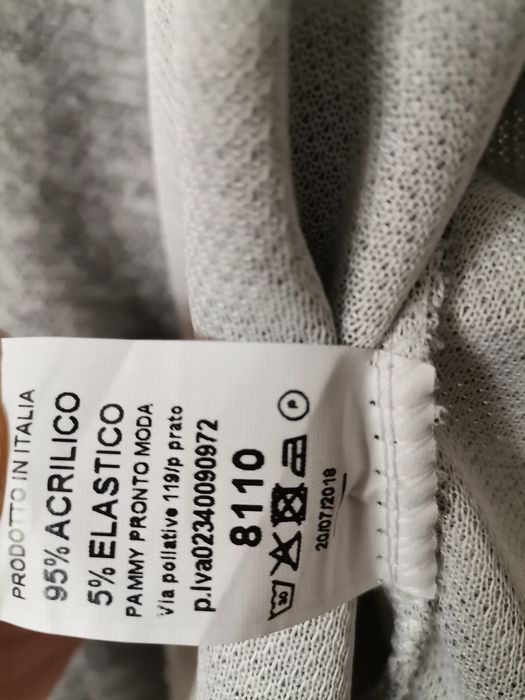 PRODOTTO IN ITALIA
95% ACRILICO
5% ELASTICO
PAMMY PRONTO MODA
Via pollative 119/p prato
p.Iva02340090972
8110
30 P
20/07/2018